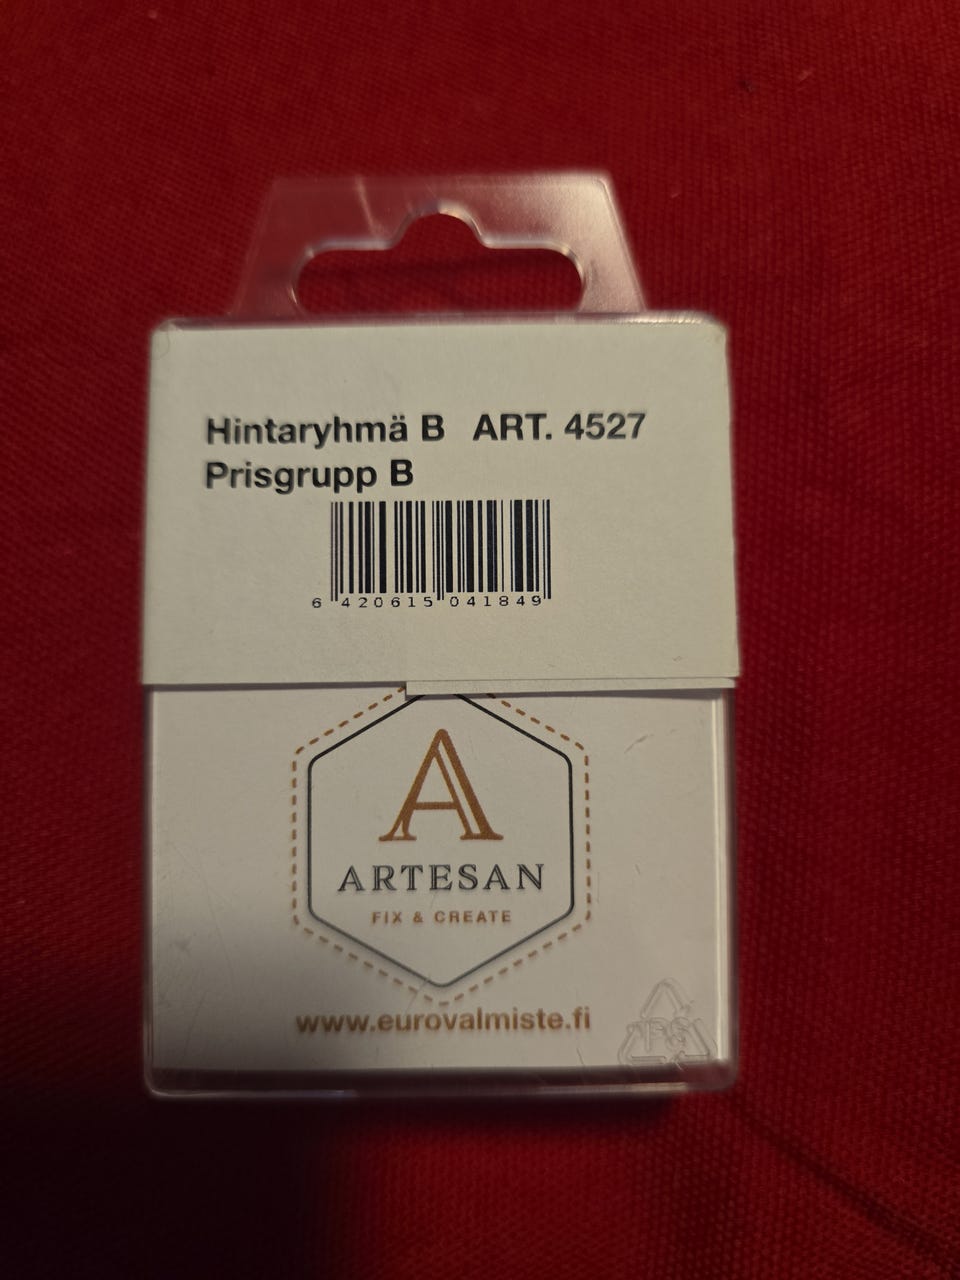 Hintaryhmä B ART. 4527
Prisgrupp B
6 420615 041849
A
ARTESAN
FIX & CREATE
www.eurovalmiste.fi
PS